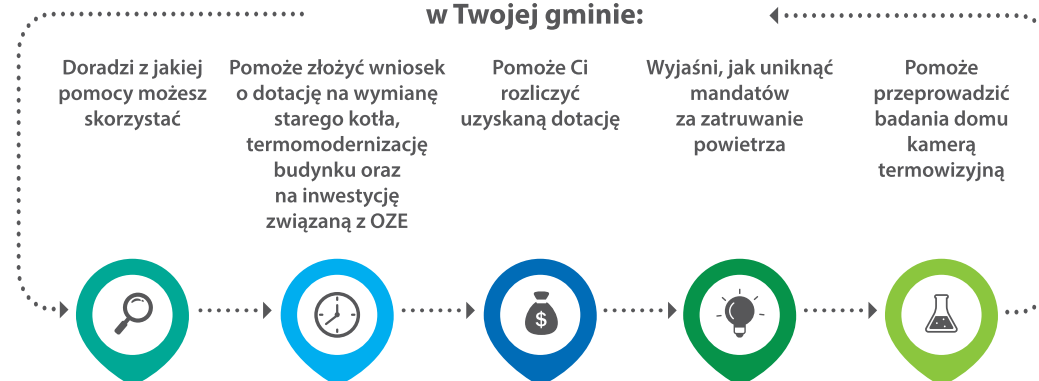 w Twojej gminie:
Doradzi z jakiej
pomocy możesz
skorzystać
Pomoże złożyć wniosek
o dotację na wymianę
starego kotła,
termomodernizację
budynku oraz
na inwestycję
związaną z OZE
Pomoże Ci
rozliczyć
uzyskaną dotację
Wyjaśni, jak uniknąć
mandatów
za zatruwanie
powietrza
Pomoże
przeprowadzić
badania domu
kamerą
termowizyjną
$